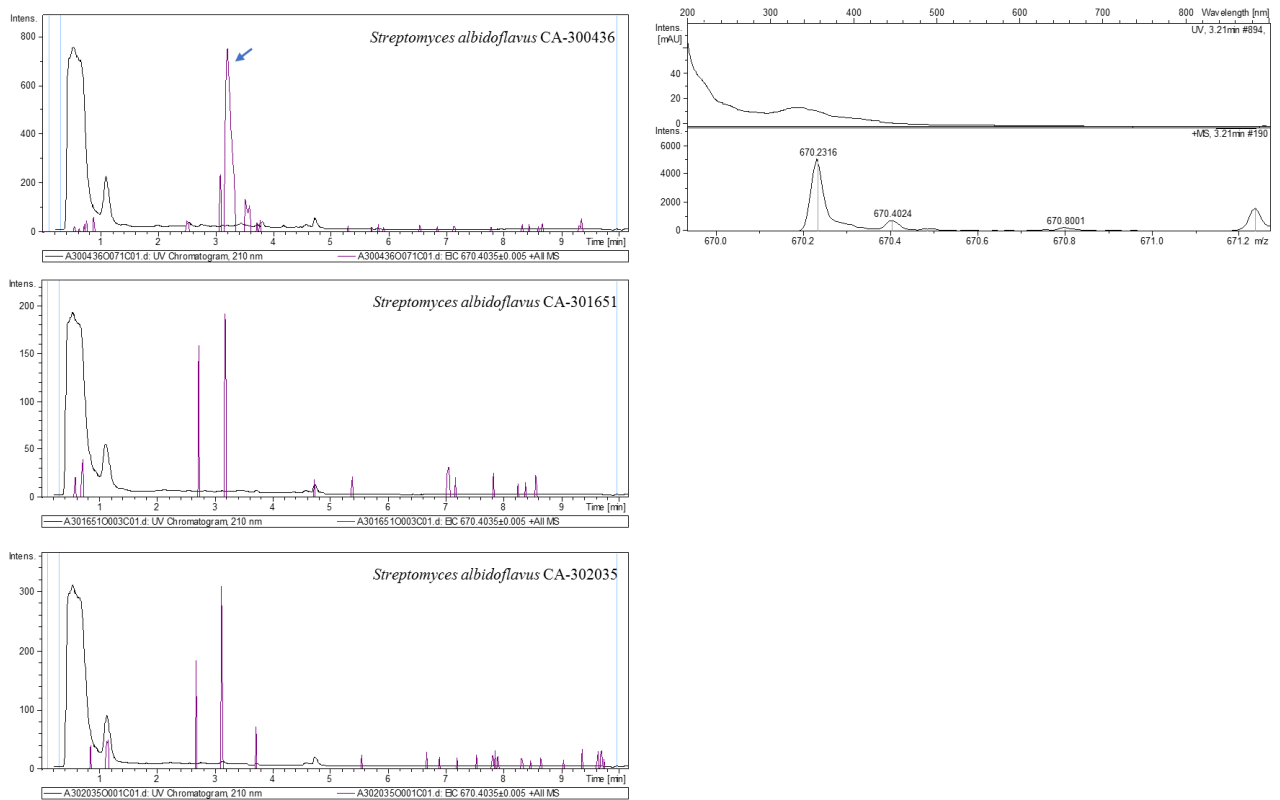 Intens.
800
600
400
200
0
Streptomyces albidoflavus CA-300436
1 2 3 4 5 6 7 8 9 Time [min]
A300436O071C01.d: UV Chromatogram, 210 nm A300436O071C01.d: EIC 670.4035±0.005 +All MS
200 300 400 500 600 700 800 Wavelength [nm]
Intens.
[mAU]
UV, 3.21min #894,
40
20
0
Intens.
+MS, 3.21min #190
6000
4000
2000
0
670.2316
670.4024
670.8001
670.0 670.2 670.4 670.6 670.8 671.0 671.2 m/z
Intens.
200
150
100
50
0
Streptomyces albidoflavus CA-301651
1 2 3 4 5 6 7 8 9 Time [min]
A301651O003C01.d: UV Chromatogram, 210 nm A301651O003C01.d: EIC 670.4035±0.005 +All MS
Intens.
300
200
100
0
Streptomyces albidoflavus CA-302035
1 2 3 4 5 6 7 8 9 Time [min]
A302035O001C01.d: UV Chromatogram, 210 nm A302035O001C01.d: EIC 670.4035±0.005 +All MS